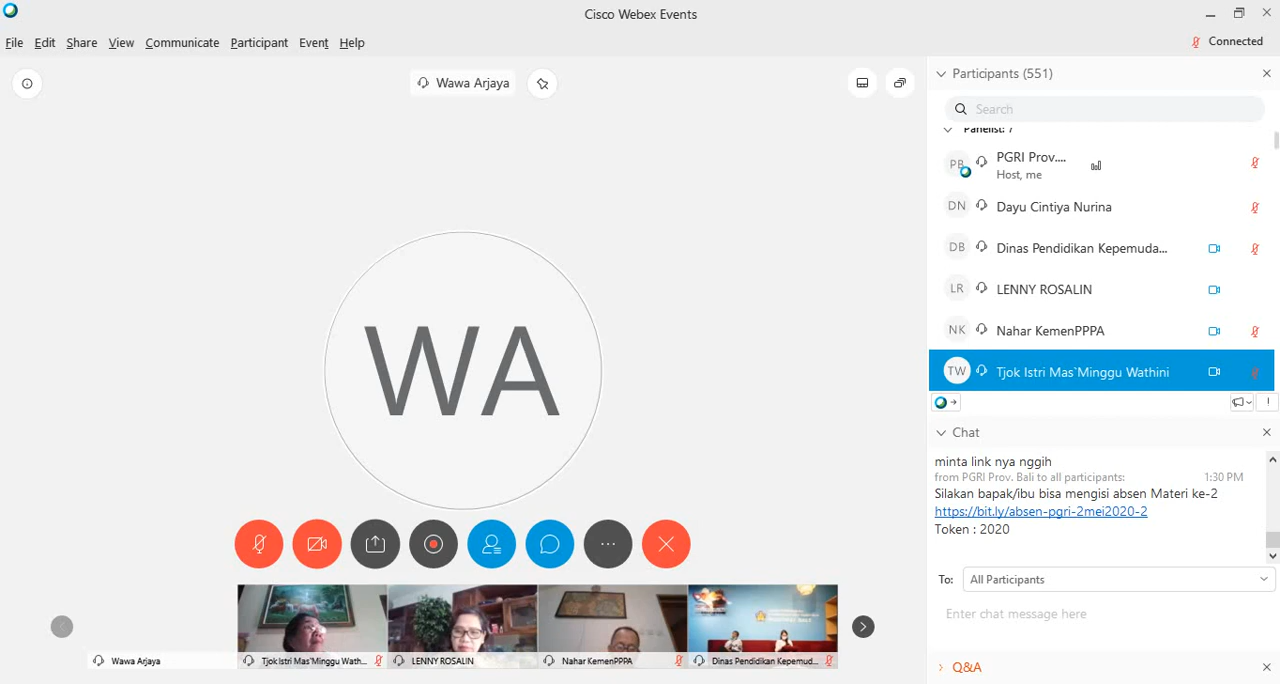 Cisco Webex Events
File Edit Share View Communicate Participant Event Help
Connected
Wawa Arjaya
WA
Wawa Arjaya
Tjok Istri Mas`Minggu Wath...
LENNY ROSALIN
Nahar KemenPPPA
Dinas Pendidikan Kepemud...
Participants (551)
Search
Panelist: 7
PB PGRI Prov....
Host, me
DN Dayu Cintiya Nurina
DB Dinas Pendidikan Kepemuda...
LR LENNY ROSALIN
NK Nahar KemenPPPA
TW Tjok Istri Mas`Minggu Wathini
Chat
minta link nya nggih
from PGRI Prov. Bali to all participants: 1:30 PM
Silakan bapak/ibu bisa mengisi absen Materi ke-2
https://bit.ly/absen-pgri-2mei2020-2
Token : 2020
To: All Participants
Enter chat message here
Q&A